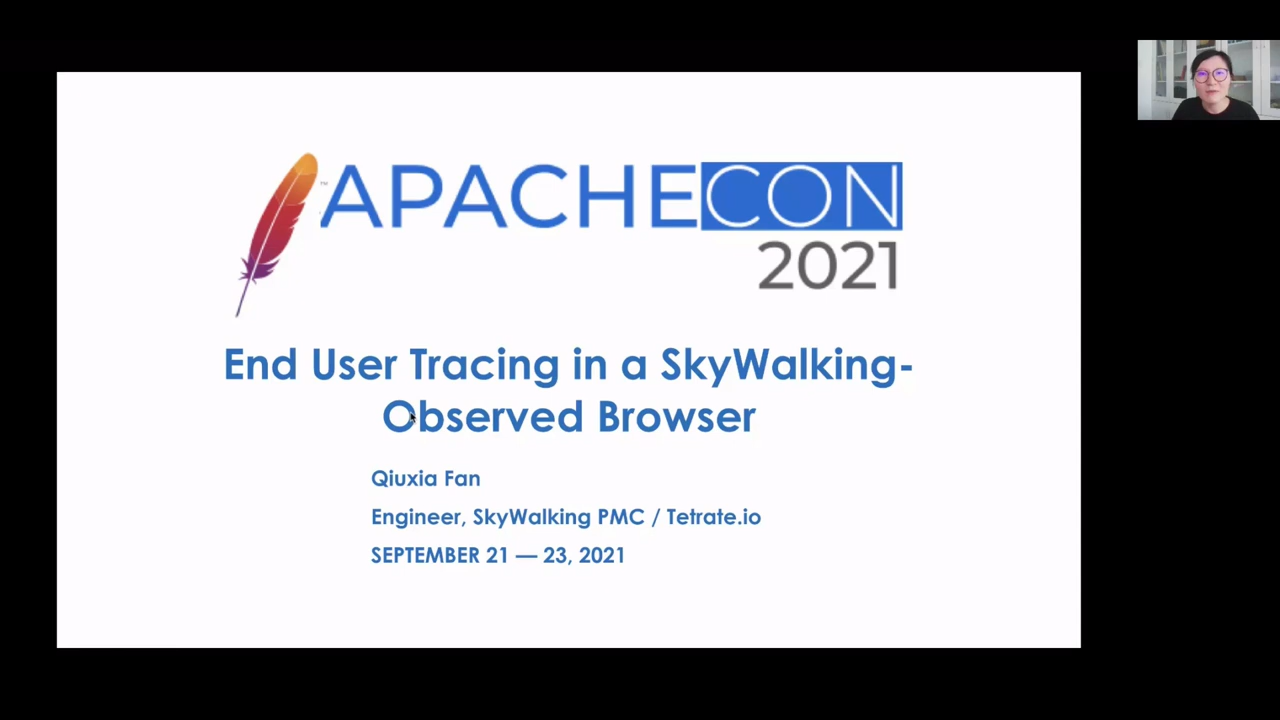 APACHECON
™
2021
End User Tracing in a SkyWalking-
Observed Browser
Qiuxia Fan
Engineer, SkyWalking PMC / Tetrate.io
SEPTEMBER 21 — 23, 2021